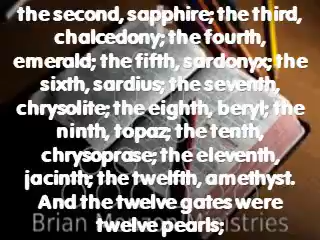 the second, sapphire; the third,
chalcedony; the fourth,
emerald; the fifth, sardonyx; the
sixth, sardius; the seventh,
chrysolite; the eighth, beryl; the
ninth, topaz; the tenth,
chrysoprase; the eleventh,
jacinth; the twelfth, amethyst.
And the twelve gates were
twelve pearls;
Brian Ministries